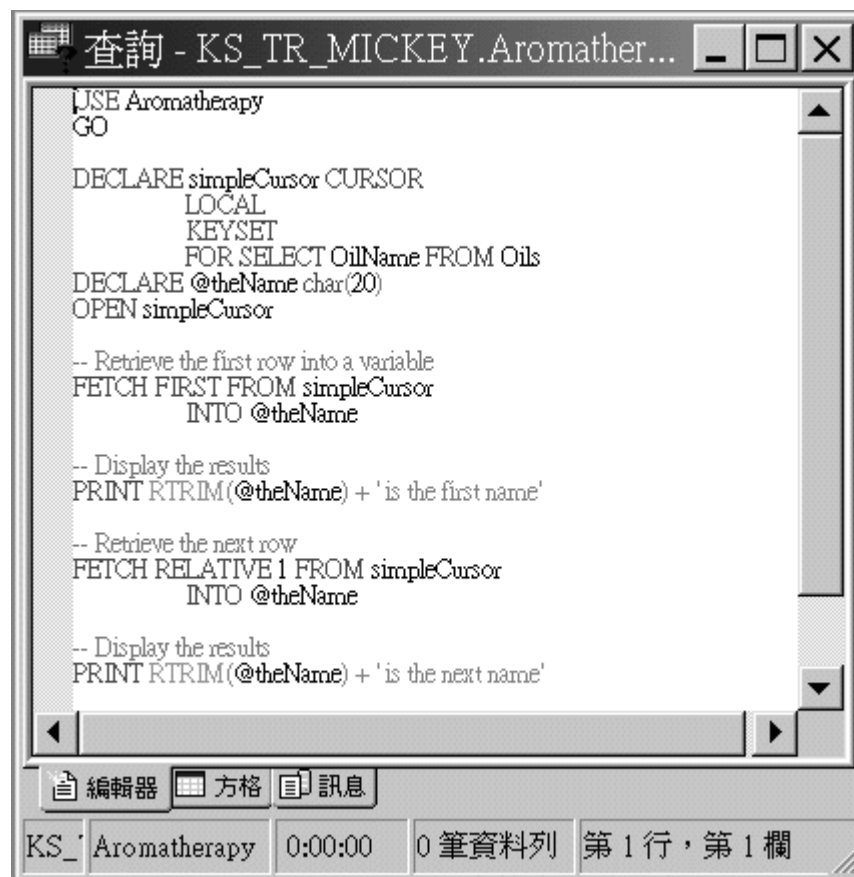 查詢 - KS_TR_MICKEY.Aromather...
USE Aromatherapy
GO
DECLARE simpleCursor CURSOR
LOCAL
KEYSET
FOR SELECT OilName FROM Oils
DECLARE @theName char(20)
OPEN simpleCursor
-- Retrieve the first row into a variable
FETCH FIRST FROM simpleCursor
INTO @theName
-- Display the results
PRINT RTRIM(@theName) + ' is the first name'
-- Retrieve the next row
FETCH RELATIVE 1 FROM simpleCursor
INTO @theName
-- Display the results
PRINT RTRIM(@theName) + ' is the next name'
編輯器 方格 訊息
KS_ Aromatherapy 0:00:00 0 筆資料列 第 1 行，第 1 欄